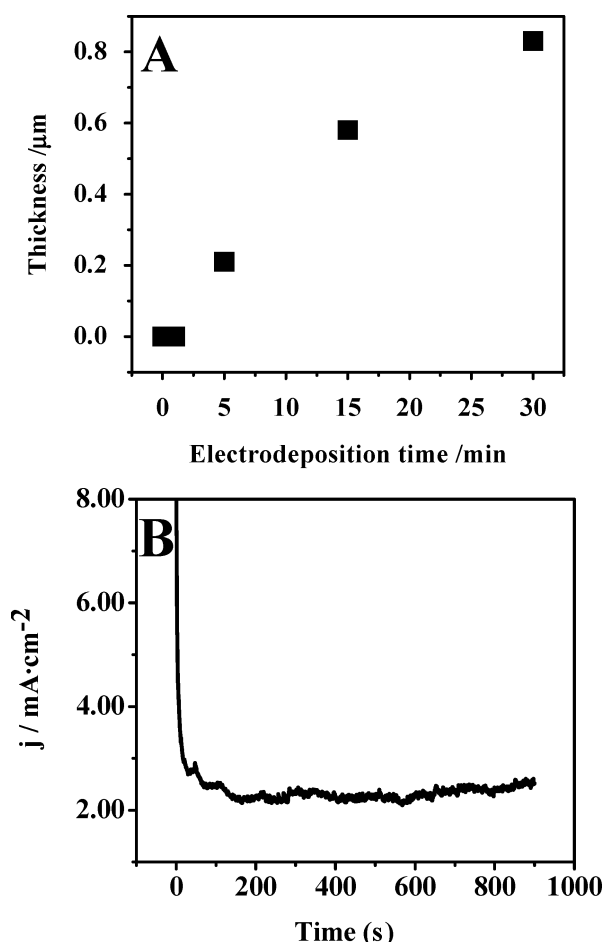 A
0.8
0.6
0.4
0.2
0.0
Thickness /μm
0 5 10 15 20 25 30
Electrodeposition time /min
B
8.00
6.00
4.00
2.00
j / mA·cm-2
0 200 400 600 800 1000
Time (s)